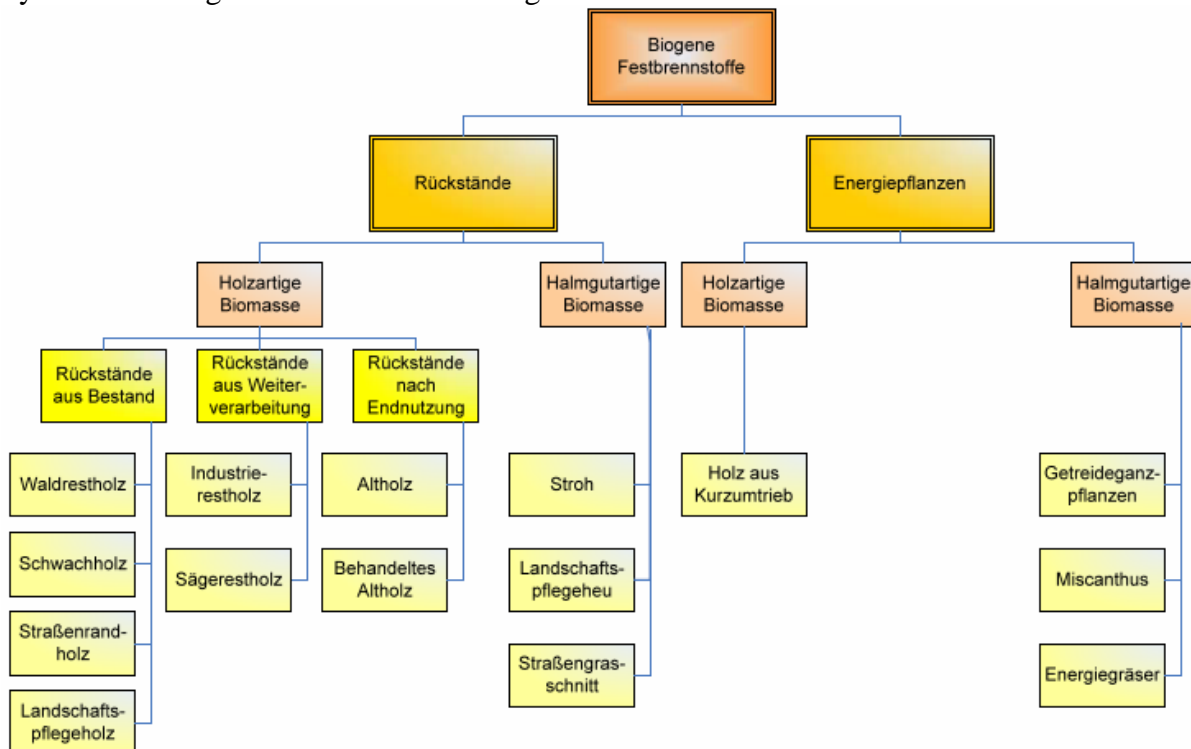 Biogene
Festbrennstoffe
Rückstände
Energiepflanzen
Holzartige
Biomasse
Halmgutartige
Biomasse
Holzartige
Biomasse
Halmgutartige
Biomasse
Rückstände
aus Bestand
Rückstände
aus Weiter-
verarbeitung
Rückstände
nach
Endnutzung
Waldrestholz
Industrie-
restholz
Altholz
Stroh
Holz aus
Kurzumtrieb
Getreideganz-
pflanzen
Schwachholz
Sägerestholz
Behandeltes
Altholz
Landschafts-
pflegeheu
Miscanthus
Straßenrand-
holz
Straßengras-
schnitt
Energiegräser
Landschafts-
pflegeholz